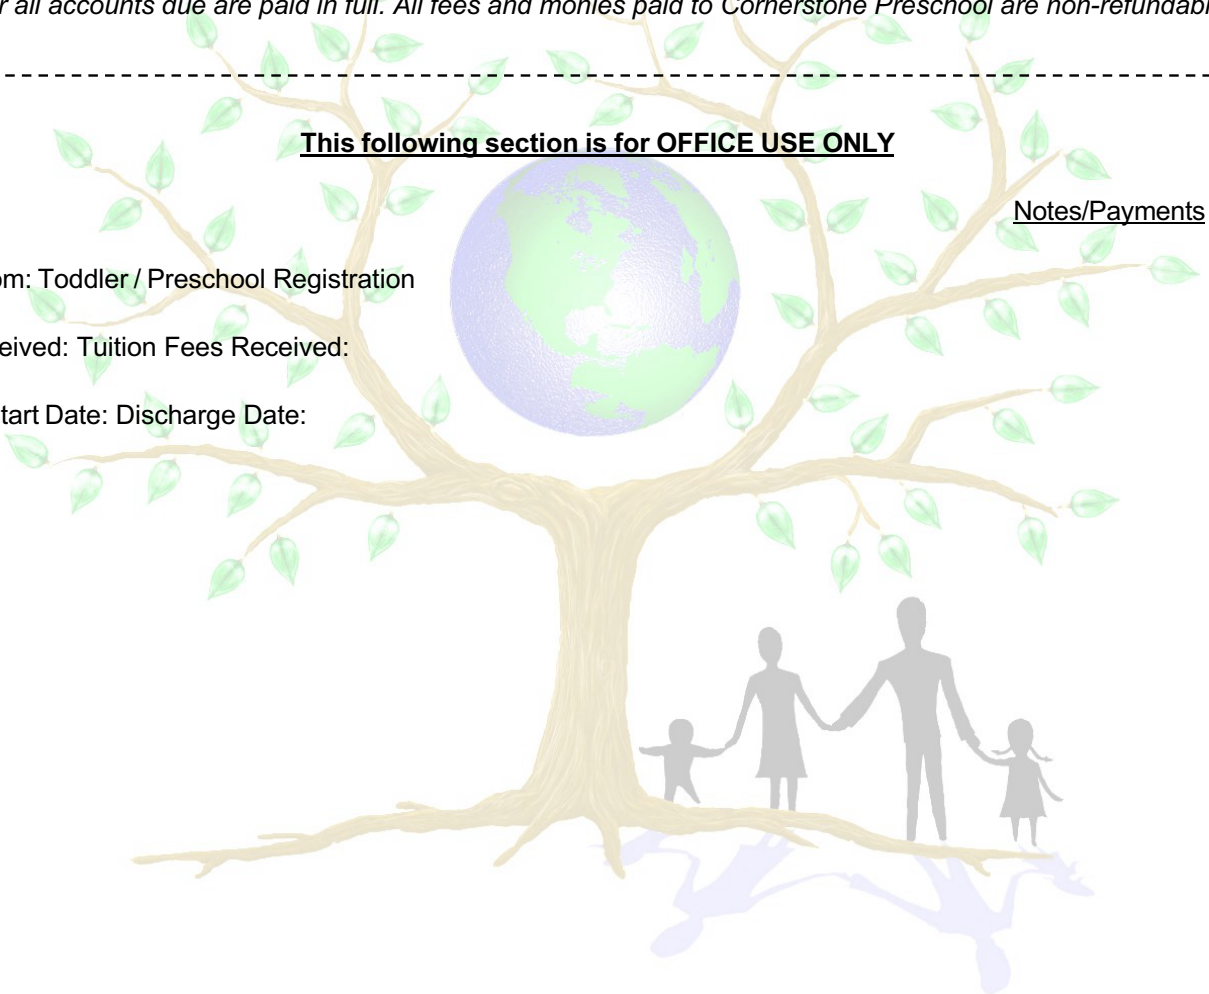 r all accounts due are paid in full. All fees and monies paid to Cornerstone Preschool are non-refundabl
This following section is for OFFICE USE ONLY
Notes/Payments
om: Toddler / Preschool Registration
eived: Tuition Fees Received:
tart Date: Discharge Date: